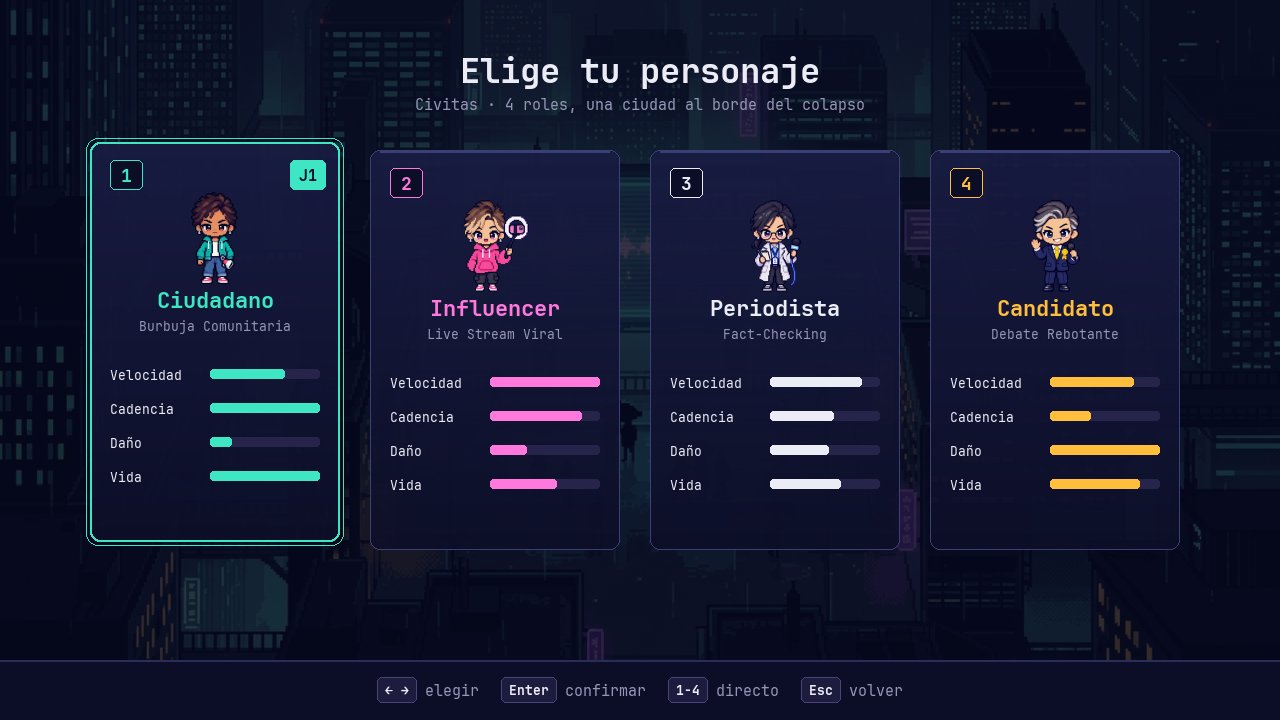 Elige tu personaje
Civitas · 4 roles, una ciudad al borde del colapso
1
J1
Ciudadano
Burbuja Comunitaria
Velocidad
Cadencia
Daño
Vida
2
Influencer
Live Stream Viral
Velocidad
Cadencia
Daño
Vida
3
Periodista
Fact-Checking
Velocidad
Cadencia
Daño
Vida
4
Candidato
Debate Rebotante
Velocidad
Cadencia
Daño
Vida
← → elegir Enter confirmar 1-4 directo Esc volver